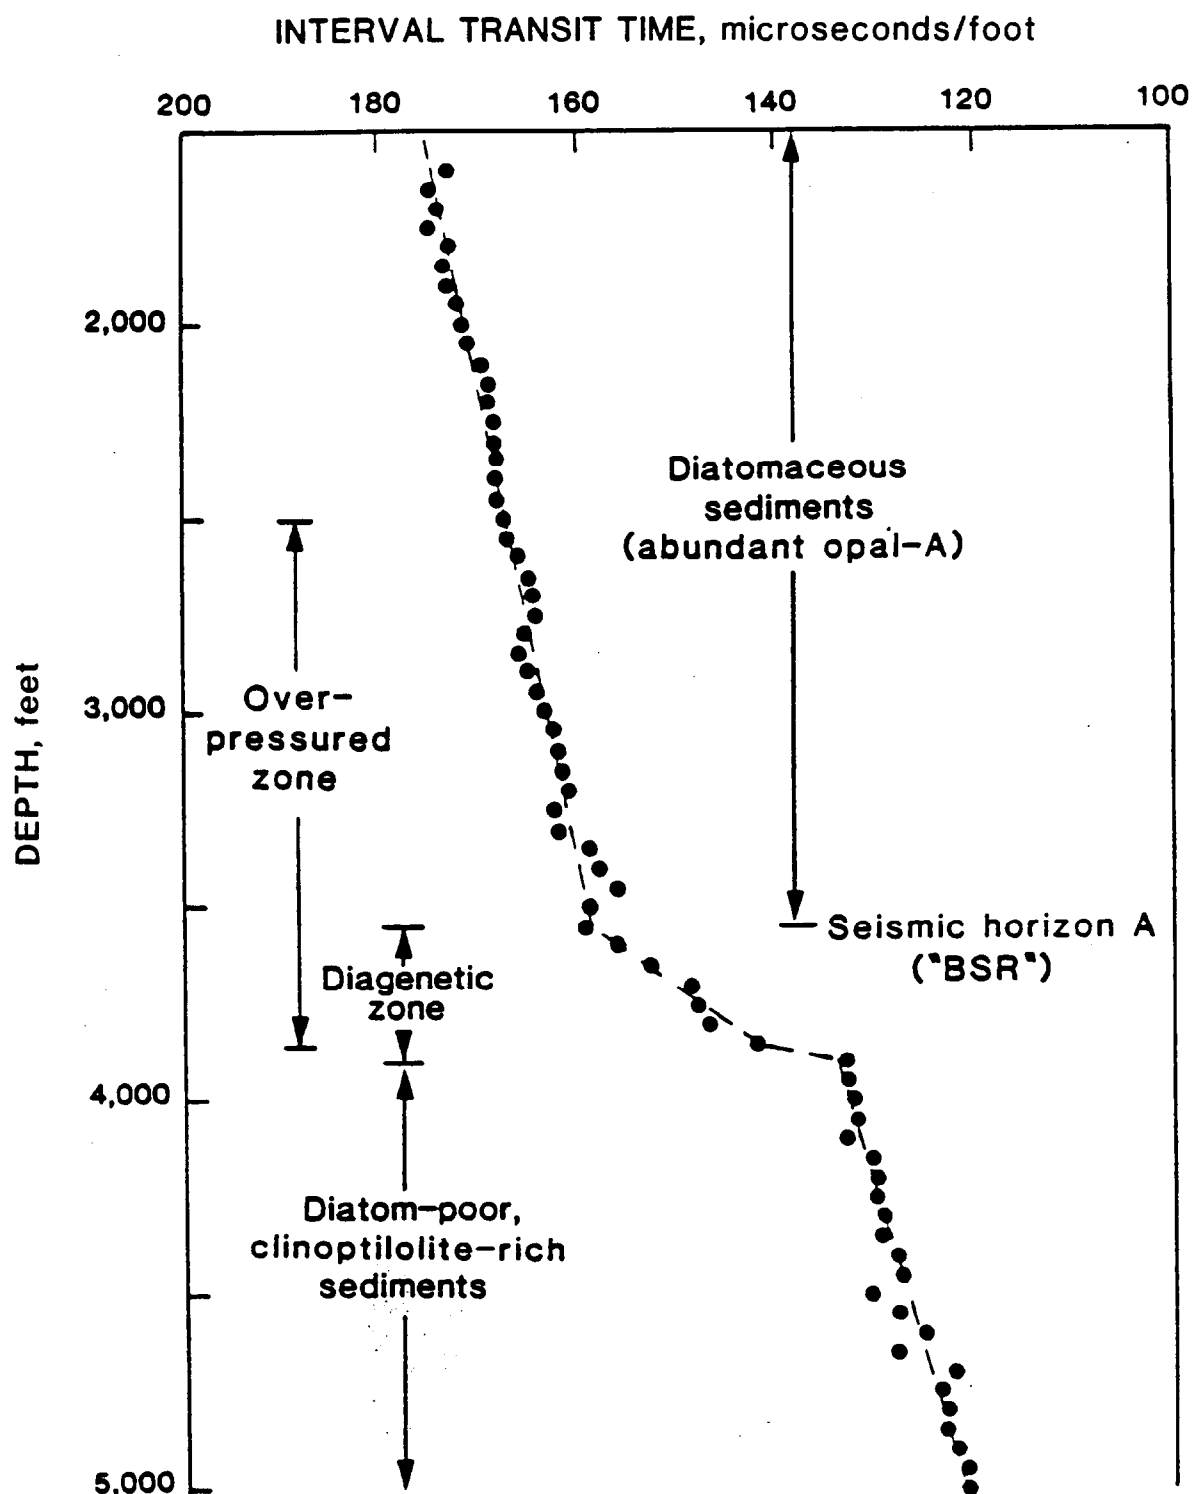 INTERVAL TRANSIT TIME, microseconds/foot
200 180 160 140 120 100
DEPTH, feet
2,000
3,000
4,000
5,000
Diatomaceous
sediments
(abundant opal-A)
Over-
pressured
zone
Seismic horizon A
("BSR")
Diagenetic
zone
Diatom-poor,
clinoptilolite-rich
sediments